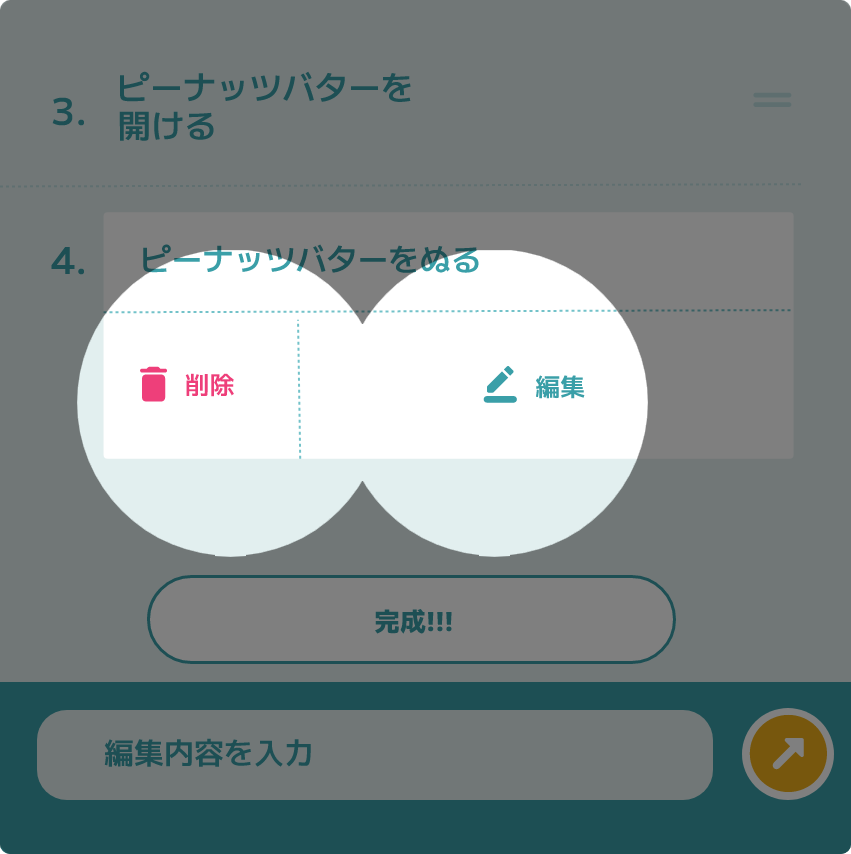 3. ピーナッツバターを
開ける
4. ピーナッツバターをぬる
削除 編集
完成!!!
編集内容を入力